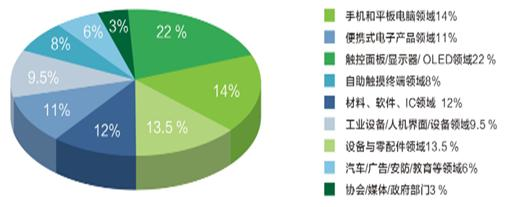 6%
3%
22 %
8%
9.5%
14%
11%
12%
13.5 %
手机和平板电脑领域14%
便携式电子产品领域11%
触控面板/显示器/ OLED领域22 %
自助触摸终端领域8%
材料、软件、IC领域 12%
工业设备/人机界面/设备领域9.5 %
设备与零配件领域13.5 %
汽车/广告/安防/教育等领域6%
协会/媒体/政府部门3 %